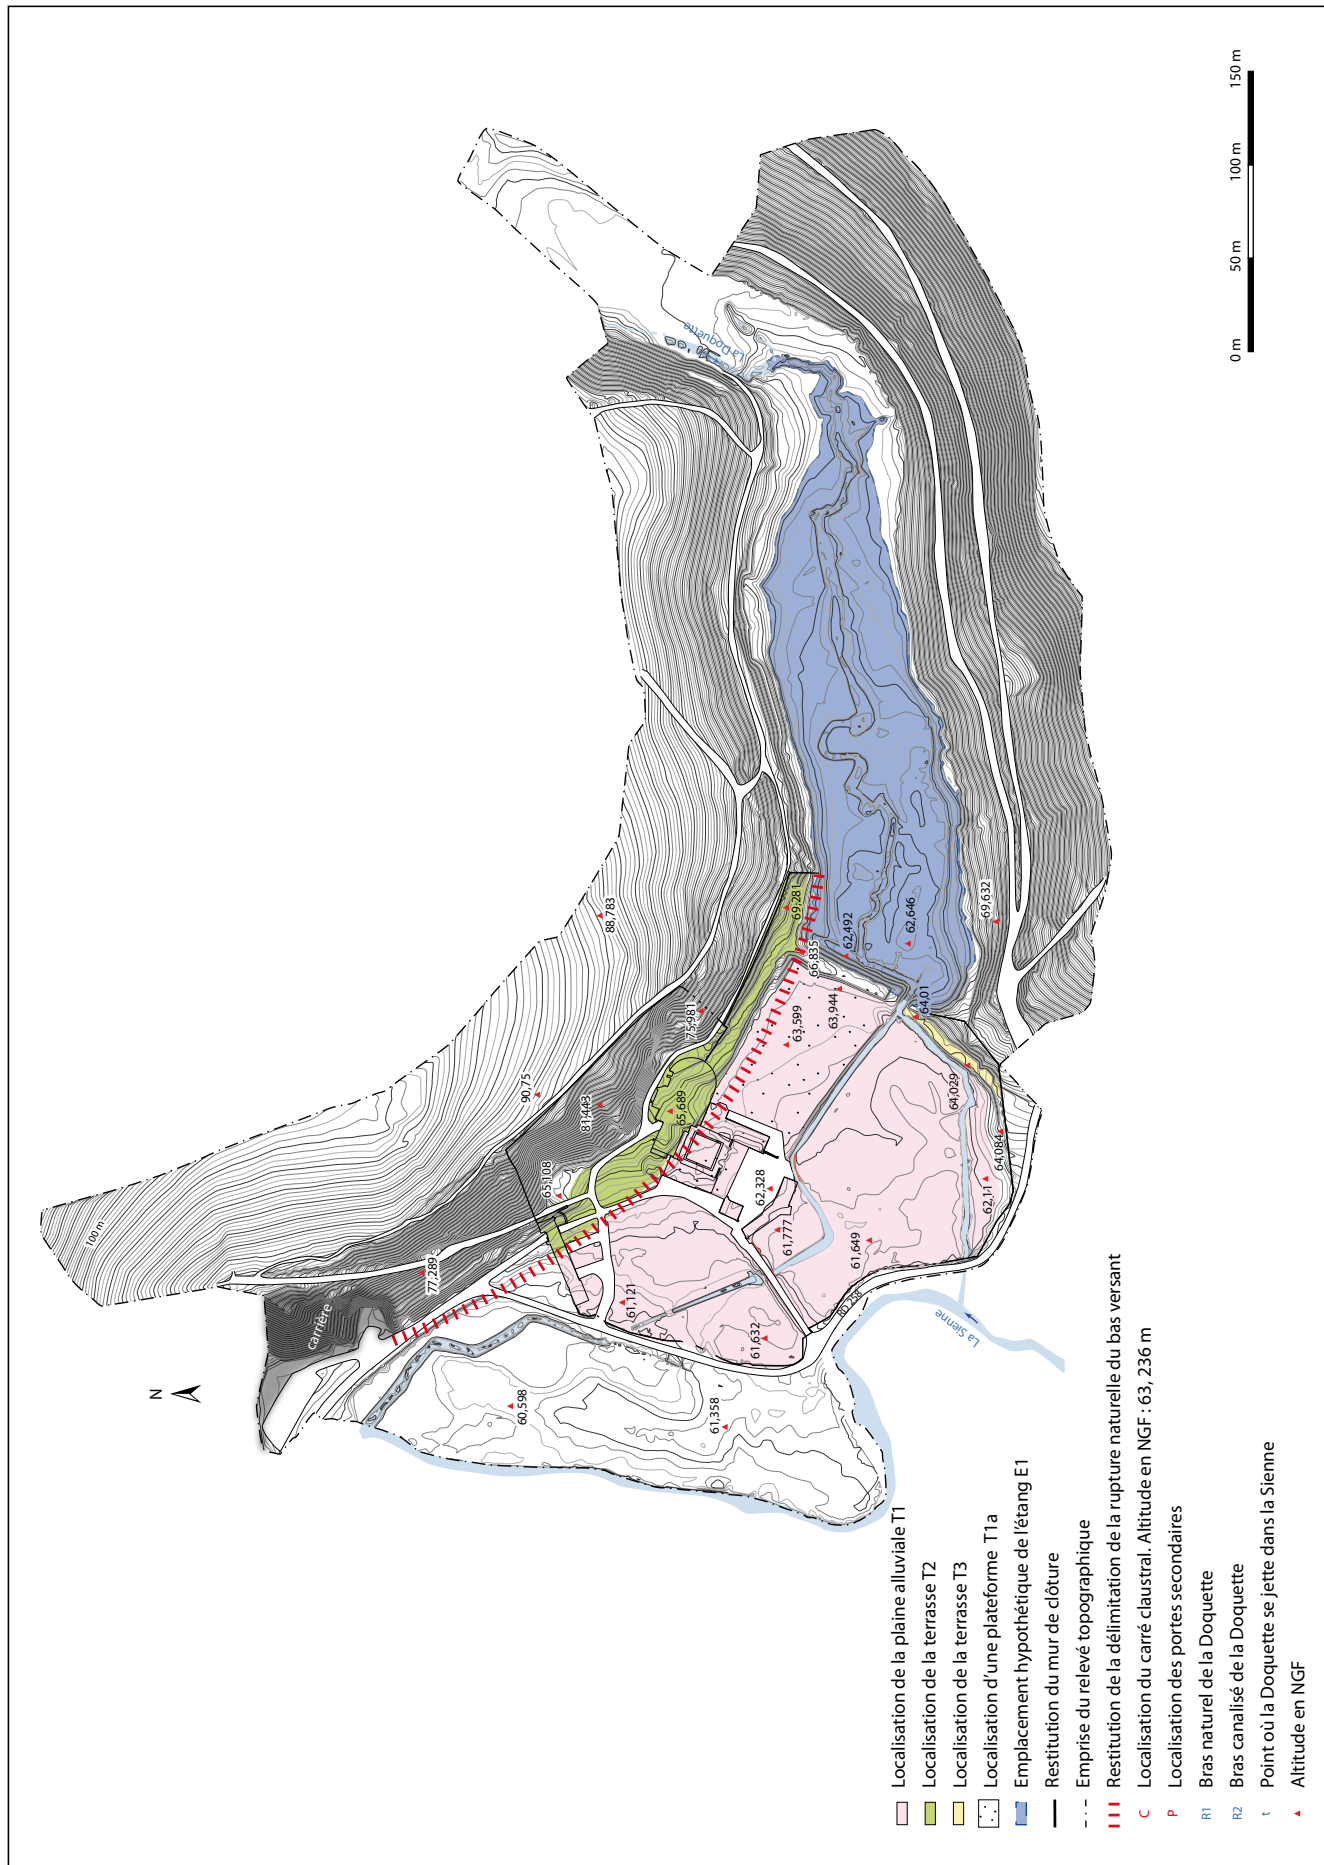 N
100 m
carrière
77,289
65,108
90,75
81,443
88,783
75,981
65,689
69,281
66,835
62,492
62,646
69,632
63,599
63,944
64,01
64,029
64,084
62,11
62,328
61,777
61,649
61,121
61,632
60,598
61,358
RD 258
La Sienne
La Doquette
0 m
50 m
100 m
150 m
Localisation de la plaine alluviale T1
Localisation de la terrasse T2
Localisation de la terrasse T3
Localisation d'une plateforme T1a
Emplacement hypothétique de l'étang E1
Restitution du mur de clôture
Emprise du relevé topographique
Restitution de la délimitation de la rupture naturelle du bas versant
C Localisation du carré claustral. Altitude en NGF : 63, 236 m
P Localisation des portes secondaires
R1 Bras naturel de la Doquette
R2 Bras canalisé de la Doquette
t Point où la Doquette se jette dans la Sienne
Altitude en NGF